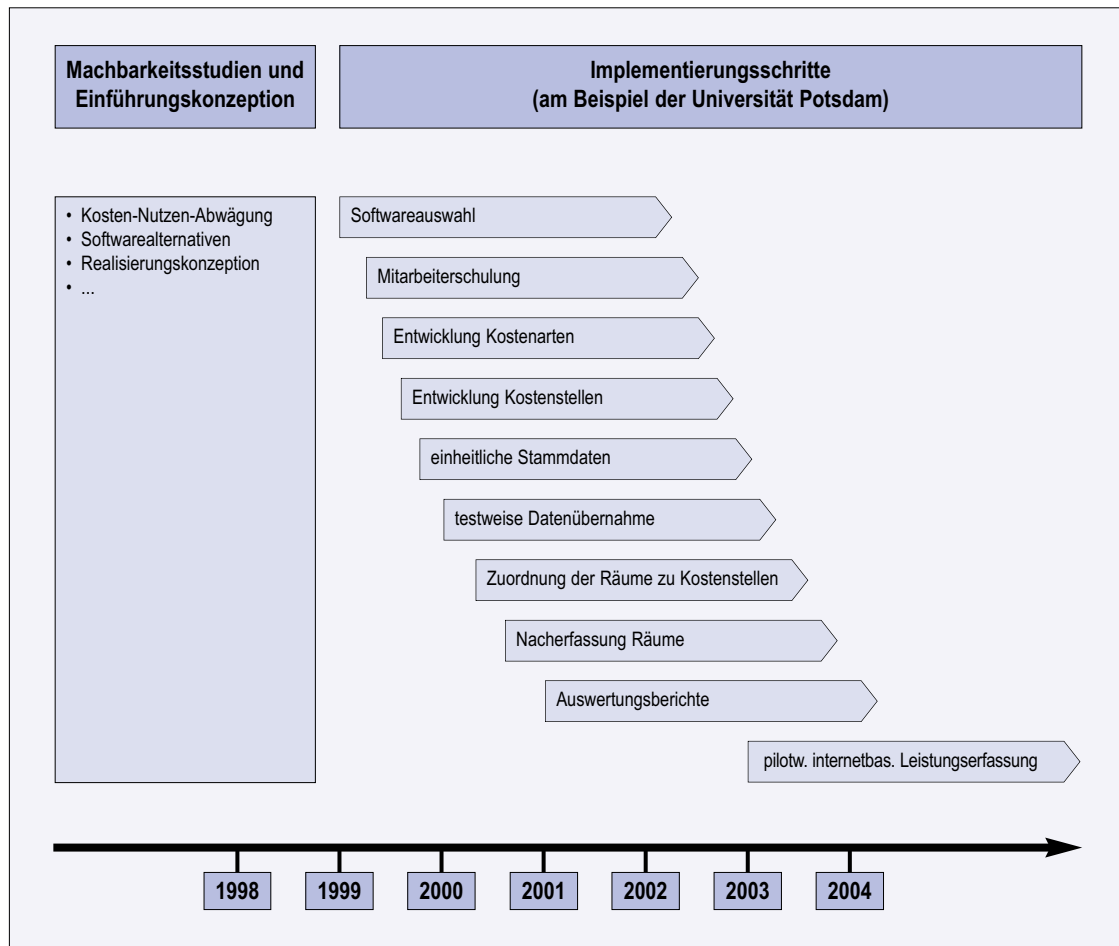 Machbarkeitsstudien und
Einführungskonzeption
Implementierungsschritte
(am Beispiel der Universität Potsdam)
• Kosten-Nutzen-Abwägung
• Softwarealternativen
• Realisierungskonzeption
• ...
Softwareauswahl
Mitarbeiterschulung
Entwicklung Kostenarten
Entwicklung Kostenstellen
einheitliche Stammdaten
testweise Datenübernahme
Zuordnung der Räume zu Kostenstellen
Nacherfassung Räume
Auswertungsberichte
pilotw. internetbas. Leistungserfassung
1998 1999 2000 2001 2002 2003 2004